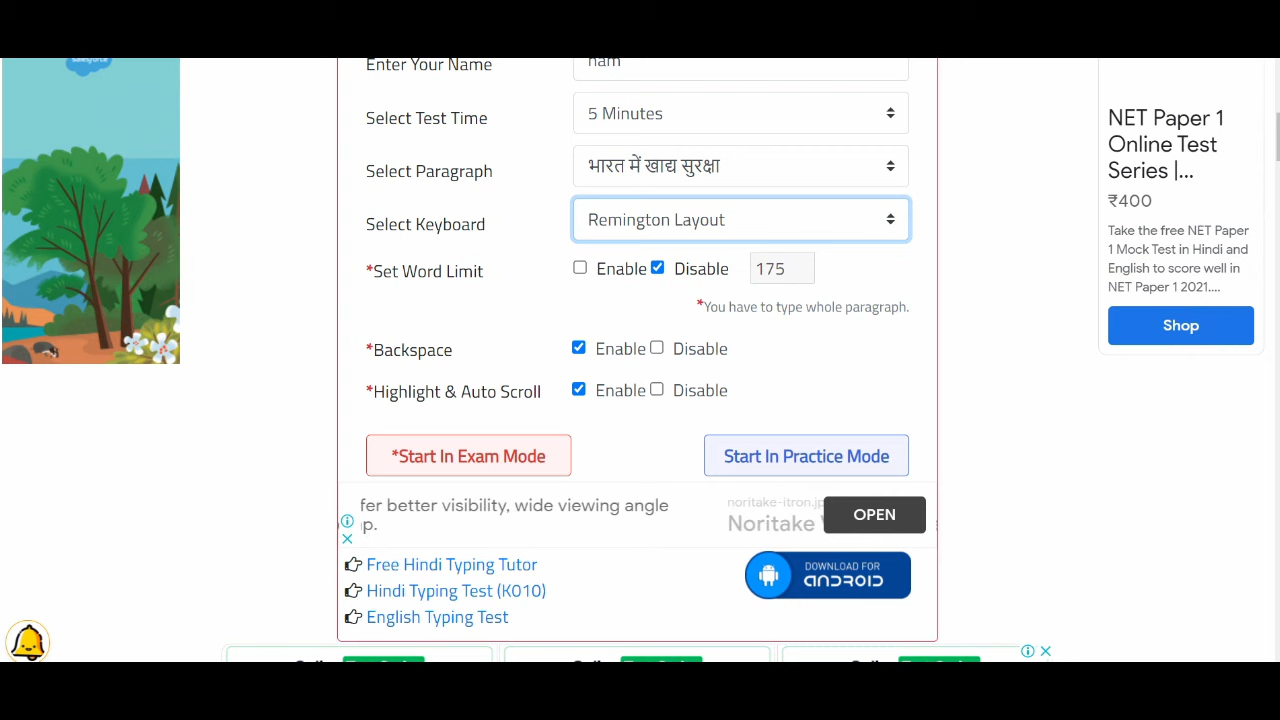 Enter Your Name
Select Test Time 5 Minutes
Select Paragraph भारत में खाद्य सुरक्षा
Select Keyboard Remington Layout
*Set Word Limit Enable Disable 175
*You have to type whole paragraph.
*Backspace Enable Disable
*Highlight & Auto Scroll Enable Disable
*Start In Exam Mode Start In Practice Mode
fer better visibility, wide viewing angle
noritake-itron.jp
Noritake
OPEN
Free Hindi Typing Tutor
Hindi Typing Test (K010)
English Typing Test
DOWNLOAD FOR
ANDROID
NET Paper 1
Online Test
Series |...
₹400
Take the free NET Paper
1 Mock Test in Hindi and
English to score well in
NET Paper 1 2021....
Shop